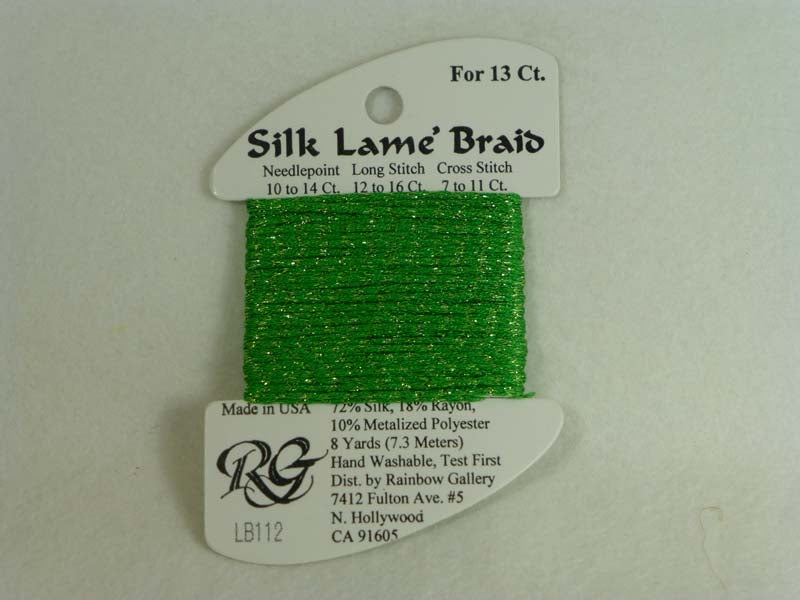 For 13 Ct.
Silk Lame' Braid
Needlepoint Long Stitch Cross Stitch
10 to 14 Ct. 12 to 16 Ct. 7 to 11 Ct.
Made in USA
72% Silk, 18% Rayon,
10% Metalized Polyester
8 Yards (7.3 Meters)
Hand Washable, Test First
Dist. by Rainbow Gallery
7412 Fulton Ave. #5
N. Hollywood
CA 91605
RG
LB112